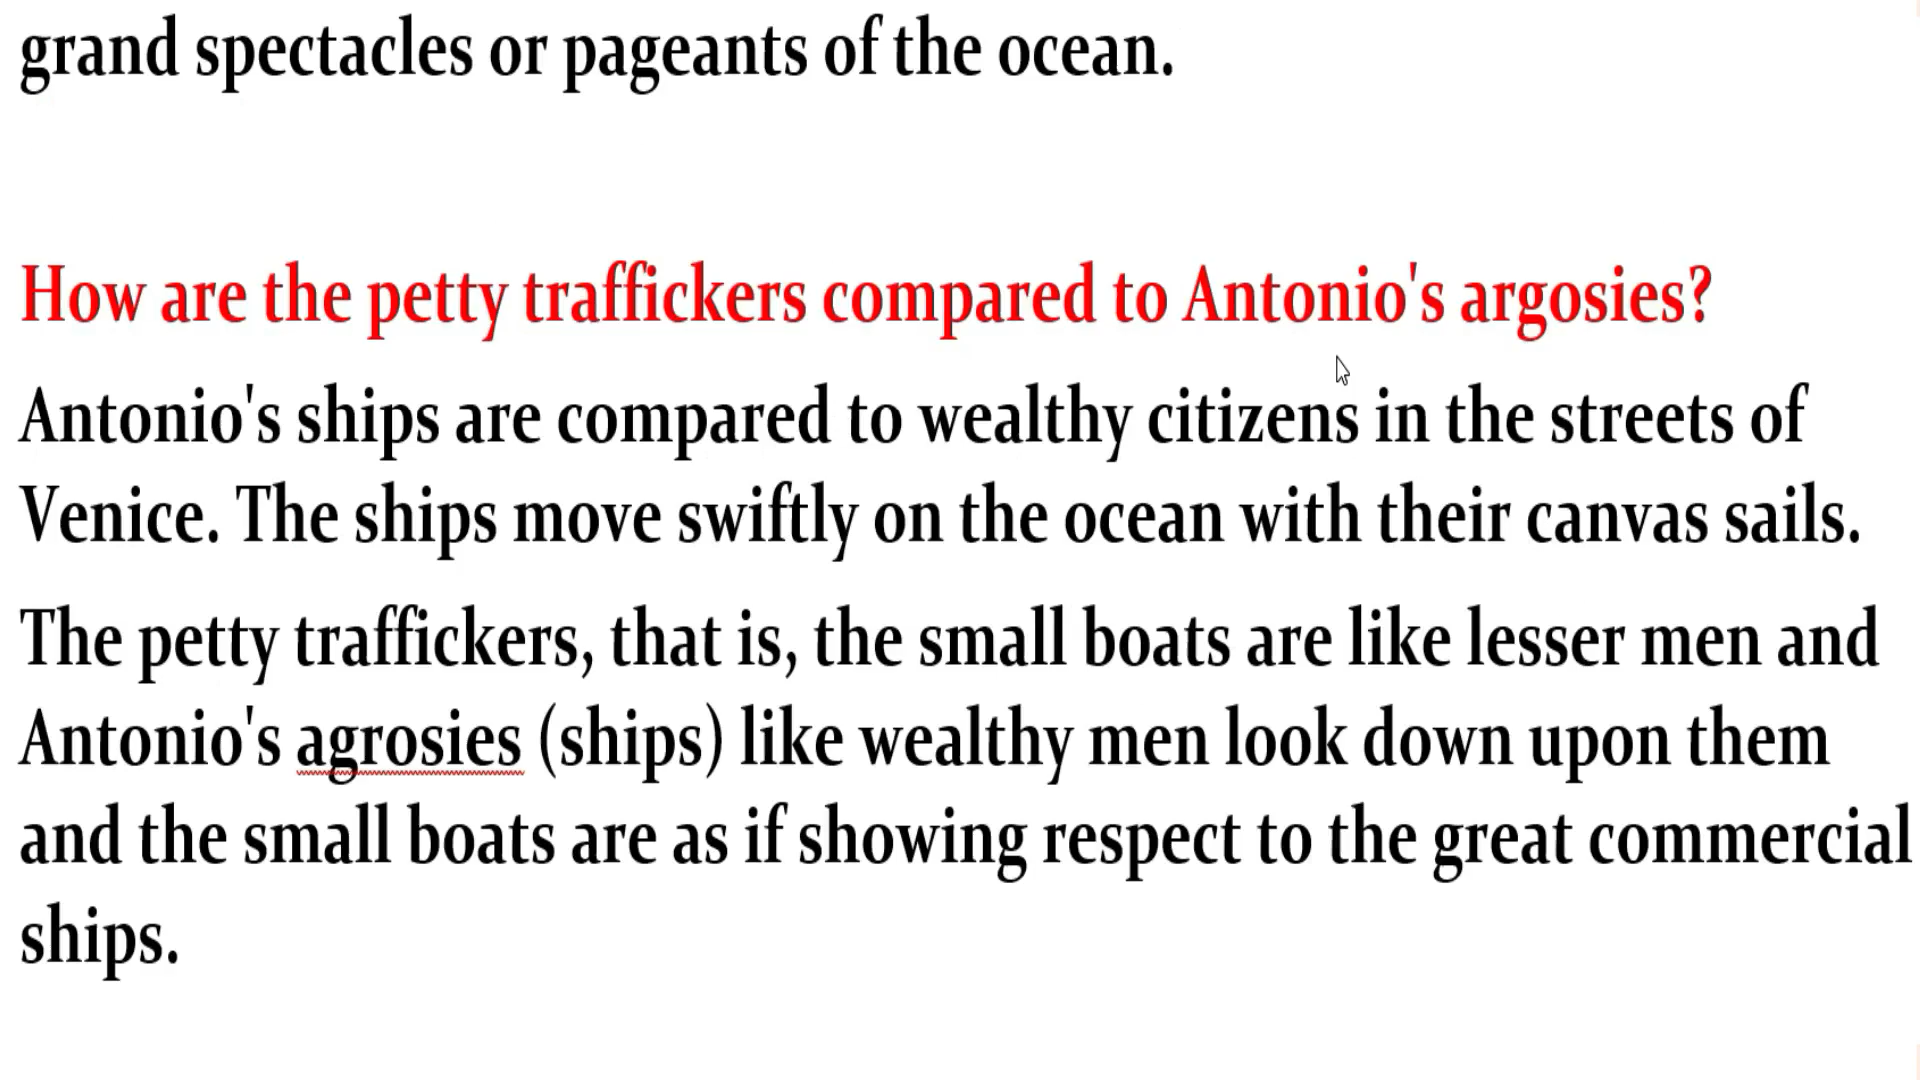 grand spectacles or pageants of the ocean.
How are the petty traffickers compared to Antonio's argosies?
Antonio's ships are compared to wealthy citizens in the streets of
Venice. The ships move swiftly on the ocean with their canvas sails.
The petty traffickers, that is, the small boats are like lesser men and
Antonio's agrosies (ships) like wealthy men look down upon them
and the small boats are as if showing respect to the great commercial
ships.